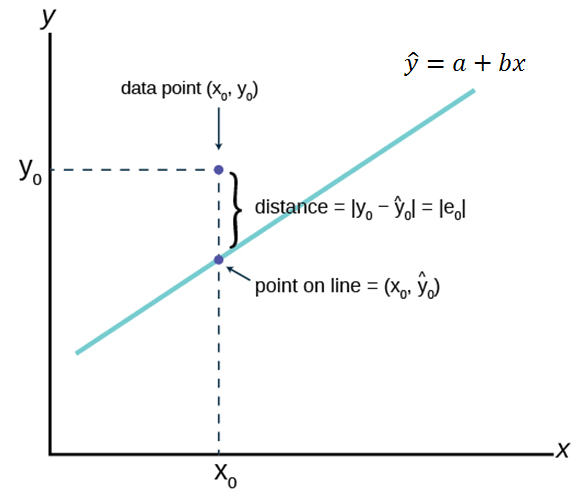 y
ŷ = a + bx
data point (x₀, y₀)
y₀
distance = |y₀ − ŷ₀| = |e₀|
point on line = (x₀, ŷ₀)
x
x₀